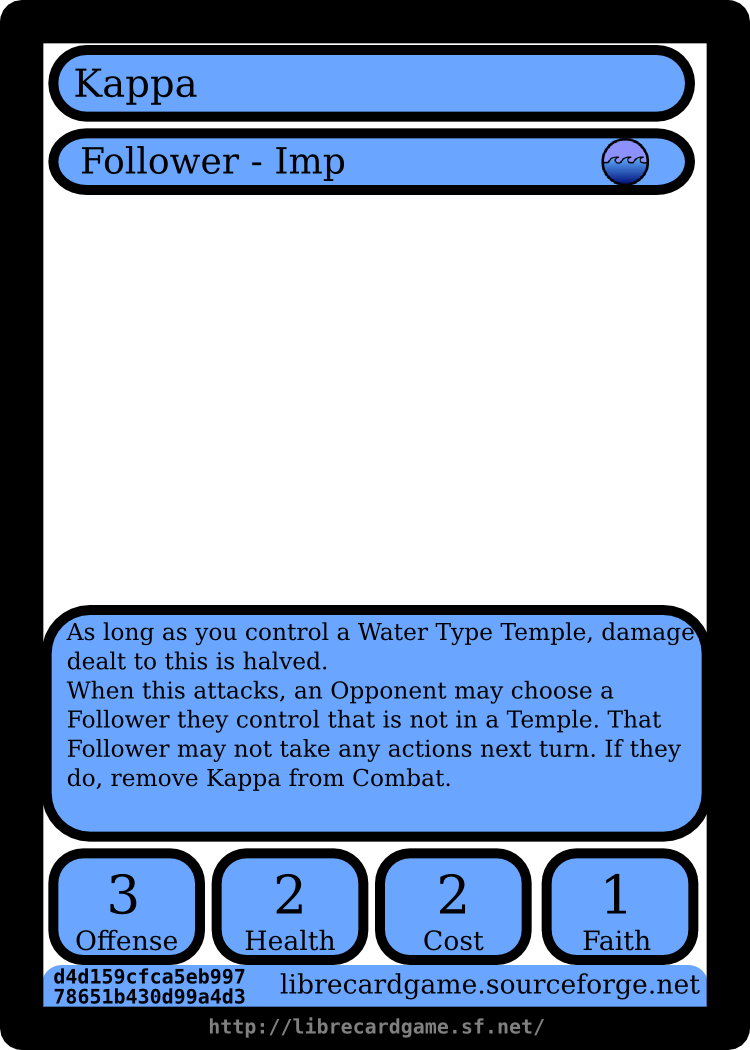 Kappa
Follower - Imp
As long as you control a Water Type Temple, damage
dealt to this is halved.
When this attacks, an Opponent may choose a
Follower they control that is not in a Temple. That
Follower may not take any actions next turn. If they
do, remove Kappa from Combat.
3 2 2 1
Offense Health Cost Faith
d4d159cfca5eb997
78651b430d99a4d3
librecardgame.sourceforge.net
http://librecardgame.sf.net/